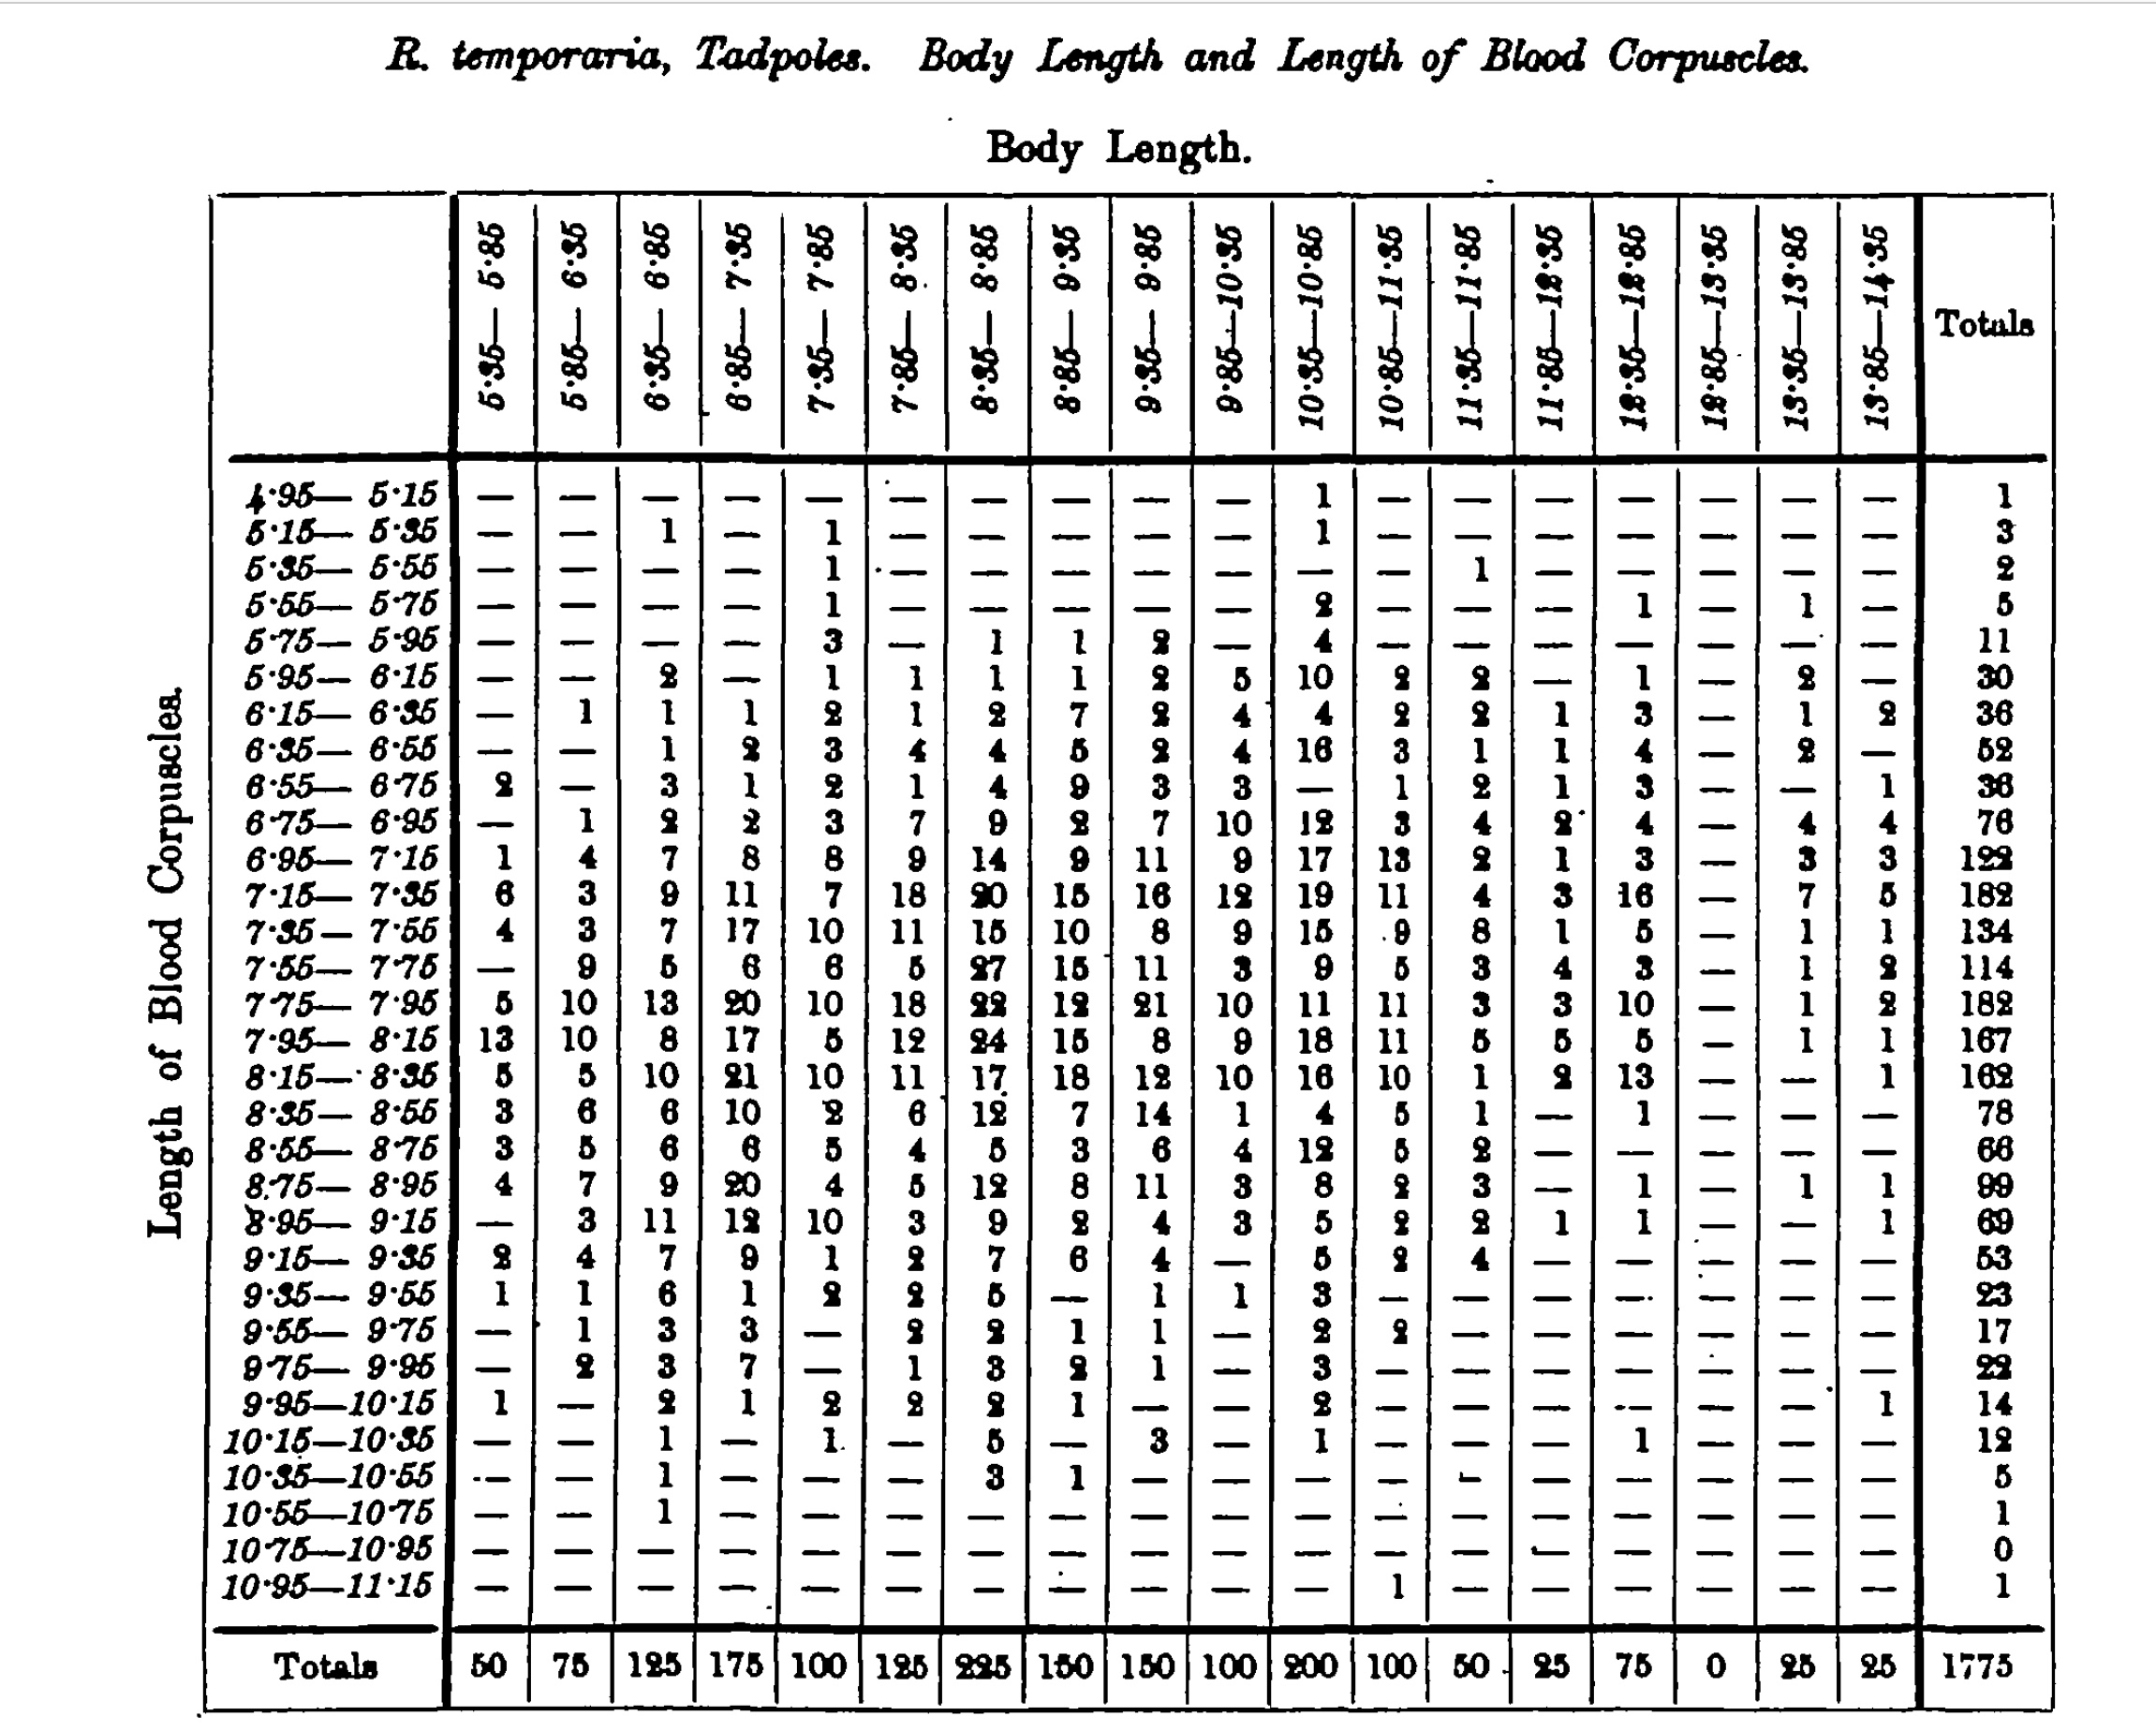 R. temporaria, Tadpoles. Body Length and Length of Blood Corpuscles.
Body Length.
5·35— 5·85 5·85— 6·35 6·35— 6·85 6·85— 7·35 7·35— 7·85 7·85— 8·35 8·35— 8·85 8·85— 9·35 9·35— 9·85 9·85—10·35 10·35—10·85 10·85—11·35 11·35—11·85 11·85—12·35 12·35—12·85 12·85—13·35 13·35—13·85 13·85—14·35 Totals
Length of Blood Corpuscles.
4·95— 5·15 — — — — — — — — — — 1 — — — — — — — 1
5·15— 5·35 — — 1 — 1 — — — — — 1 — — — — — — — 3
5·35— 5·55 — — — — 1 — — — — — — — 1 — — — — — 2
5·55— 5·75 — — — — 1 — — — — — 2 — — — 1 — 1 — 5
5·75— 5·95 — — — — 3 — 1 1 2 — 4 — — — — — — — 11
5·95— 6·15 — — 2 — 1 1 1 1 2 5 10 2 2 — 1 — 2 — 30
6·15— 6·35 — 1 1 1 2 1 2 7 2 4 4 2 2 1 3 — 1 2 36
6·35— 6·55 — — 1 2 3 4 4 5 2 4 16 3 1 1 4 — 2 — 52
6·55— 6·75 2 — 3 1 2 1 4 9 3 3 — 1 2 1 3 — — 1 36
6·75— 6·95 — 1 2 2 3 7 9 2 7 10 12 3 4 2 4 — 4 4 76
6·95— 7·15 1 4 7 8 8 9 14 9 11 9 17 13 2 1 3 — 3 3 122
7·15— 7·35 6 3 9 11 7 18 20 15 16 12 19 11 4 3 16 — 7 5 182
7·35— 7·55 4 3 7 17 10 11 15 10 8 9 15 9 8 1 5 — 1 1 134
7·55— 7·75 — 9 5 6 6 5 27 15 11 3 9 5 3 4 3 — 1 2 114
7·75— 7·95 5 10 13 20 10 18 22 12 21 10 11 11 3 3 10 — 1 2 182
7·95— 8·15 13 10 8 17 5 12 24 15 8 9 18 11 5 5 5 — 1 1 167
8·15— 8·35 5 5 10 21 10 11 17 18 12 10 16 10 1 2 13 — — 1 162
8·35— 8·55 3 6 6 10 2 6 12 7 14 1 4 5 1 — 1 — — — 78
8·55— 8·75 3 5 6 6 5 4 5 3 6 4 12 5 2 — — — — — 66
8·75— 8·95 4 7 9 20 4 5 12 8 11 3 8 2 3 — 1 — 1 1 99
8·95— 9·15 — 3 11 12 10 3 9 2 4 3 5 2 2 1 1 — — 1 69
9·15— 9·35 2 4 7 9 1 2 7 6 4 — 5 2 4 — — — — — 53
9·35— 9·55 1 1 6 1 2 2 5 — 1 1 3 — — — — — — — 23
9·55— 9·75 — 1 3 3 — 2 2 1 1 — 2 2 — — — — — — 17
9·75— 9·95 — 2 3 7 — 1 3 2 1 — 3 — — — — — — — 22
9·95—10·15 1 — 2 1 2 2 2 1 — — 2 — — — — — — 1 14
10·15—10·35 — — 1 — 1 — 5 — 3 — 1 — — — 1 — — — 12
10·35—10·55 — — 1 — — — 3 1 — — — — — — — — — — 5
10·55—10·75 — — 1 — — — — — — — — — — — — — — — 1
10·75—10·95 — — — — — — — — — — — — — — — — — — 0
10·95—11·15 — — — — — — — — — — — 1 — — — — — — 1
Totals 50 75 125 175 100 125 225 150 150 100 200 100 50 25 75 0 25 25 1775